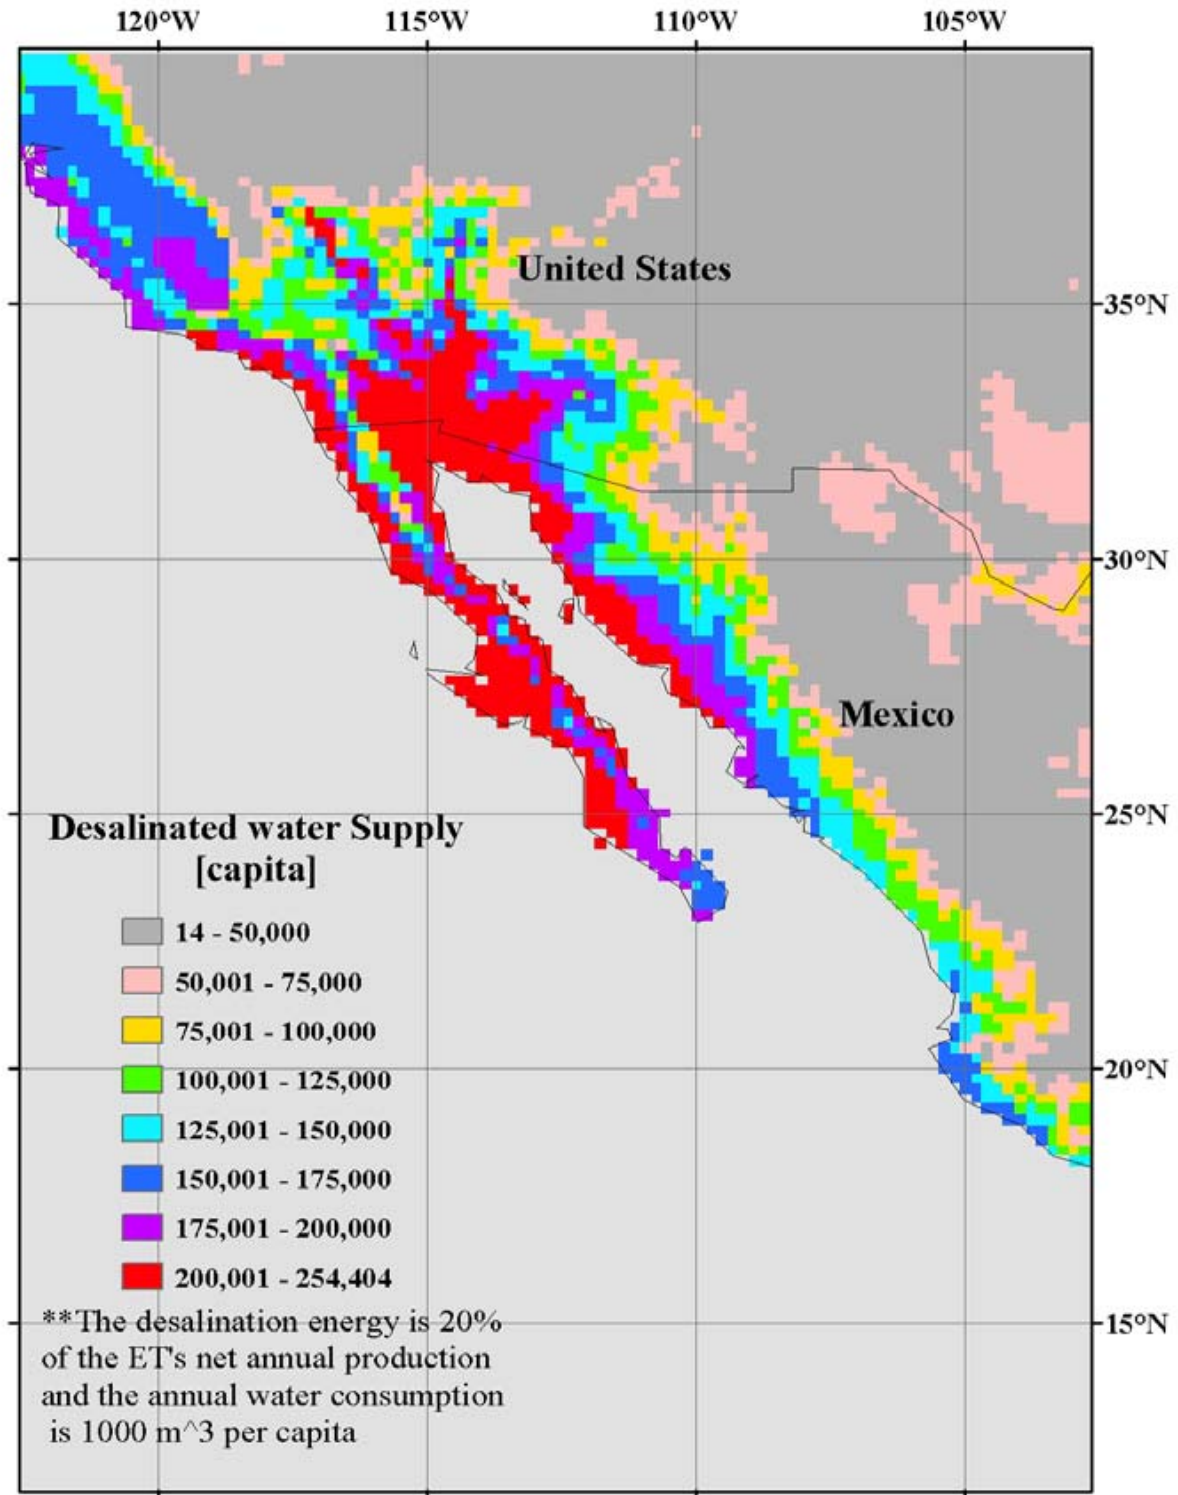 120°W 115°W 110°W 105°W
United States
35°N
30°N
Mexico
25°N
Desalinated water Supply
[capita]
14 - 50,000
50,001 - 75,000
75,001 - 100,000
20°N
100,001 - 125,000
125,001 - 150,000
150,001 - 175,000
175,001 - 200,000
200,001 - 254,404
**The desalination energy is 20%
15°N
of the ET's net annual production
and the annual water consumption
is 1000 m^3 per capita